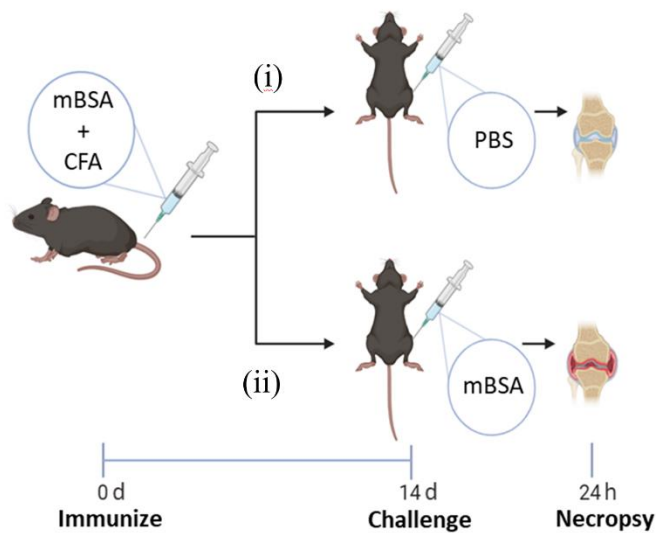 (i)
mBSA
+
CFA
PBS
mBSA
(ii)
0 d
14 d
24 h
Immunize
Challenge
Necropsy